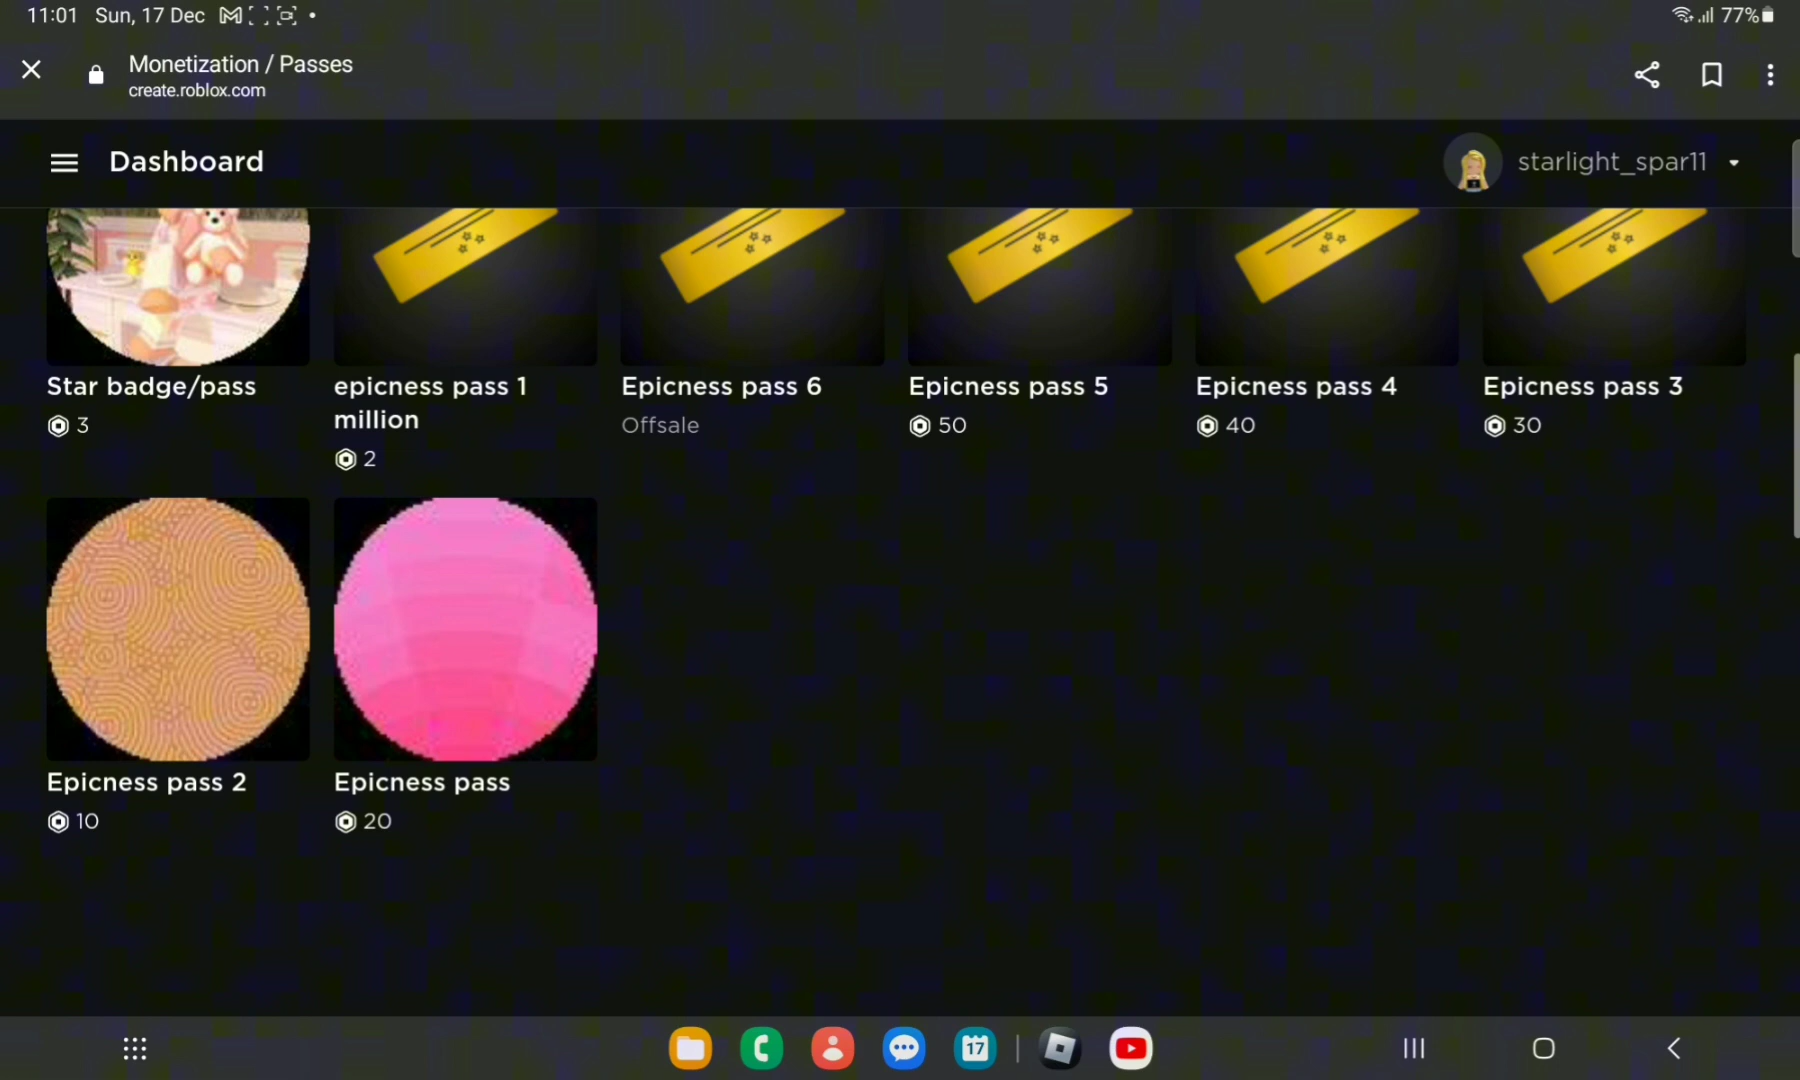 11:01 Sun, 17 Dec
77%
Monetization / Passes
create.roblox.com
Dashboard
starlight_spar11
Star badge/pass
3
epicness pass 1
million
2
Epicness pass 6
Offsale
Epicness pass 5
50
Epicness pass 4
40
Epicness pass 3
30
Epicness pass 2
10
Epicness pass
20
17